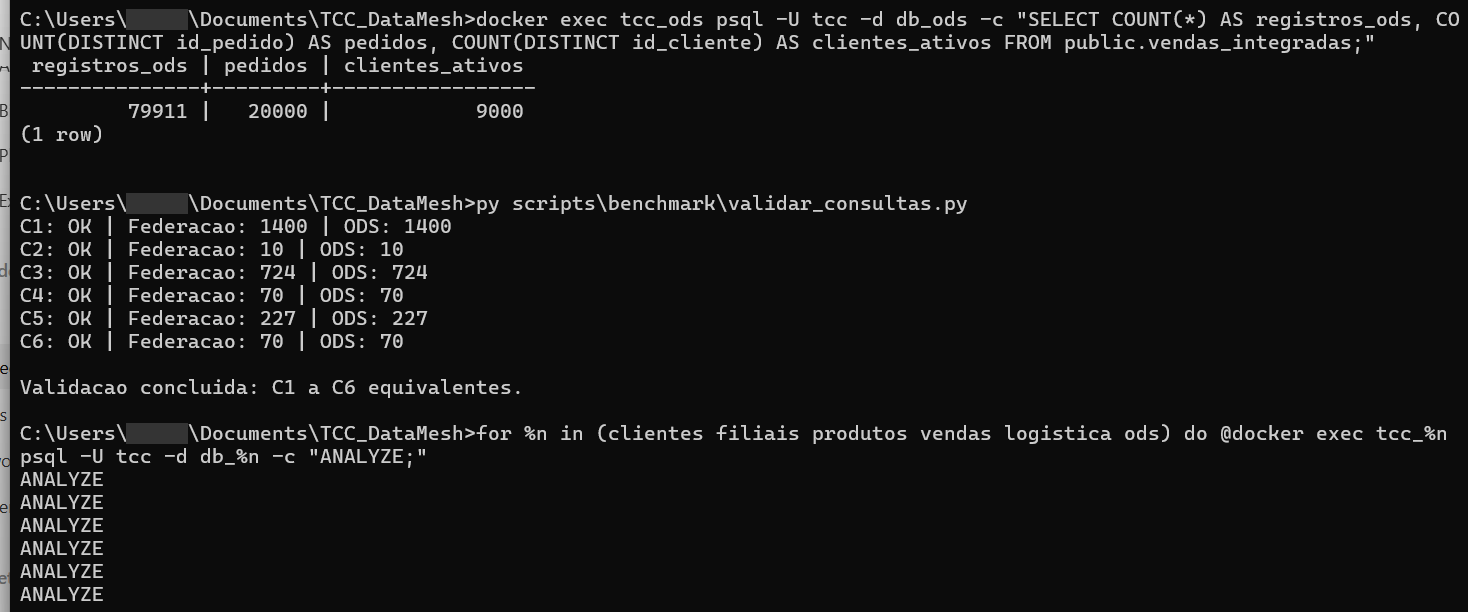 C:\Users\ \Documents\TCC_DataMesh>docker exec tcc_ods psql -U tcc -d db_ods -c "SELECT COUNT(*) AS registros_ods, CO
UNT(DISTINCT id_pedido) AS pedidos, COUNT(DISTINCT id_cliente) AS clientes_ativos FROM public.vendas_integradas;"
 registros_ods | pedidos | clientes_ativos
---------------+---------+-----------------
         79911 |   20000 |            9000
(1 row)
C:\Users\ \Documents\TCC_DataMesh>py scripts\benchmark\validar_consultas.py
C1: OK | Federacao: 1400 | ODS: 1400
C2: OK | Federacao: 10 | ODS: 10
C3: OK | Federacao: 724 | ODS: 724
C4: OK | Federacao: 70 | ODS: 70
C5: OK | Federacao: 227 | ODS: 227
C6: OK | Federacao: 70 | ODS: 70
Validacao concluida: C1 a C6 equivalentes.
C:\Users\ \Documents\TCC_DataMesh>for %n in (clientes filiais produtos vendas logistica ods) do @docker exec tcc_%n
psql -U tcc -d db_%n -c "ANALYZE;"
ANALYZE
ANALYZE
ANALYZE
ANALYZE
ANALYZE
ANALYZE